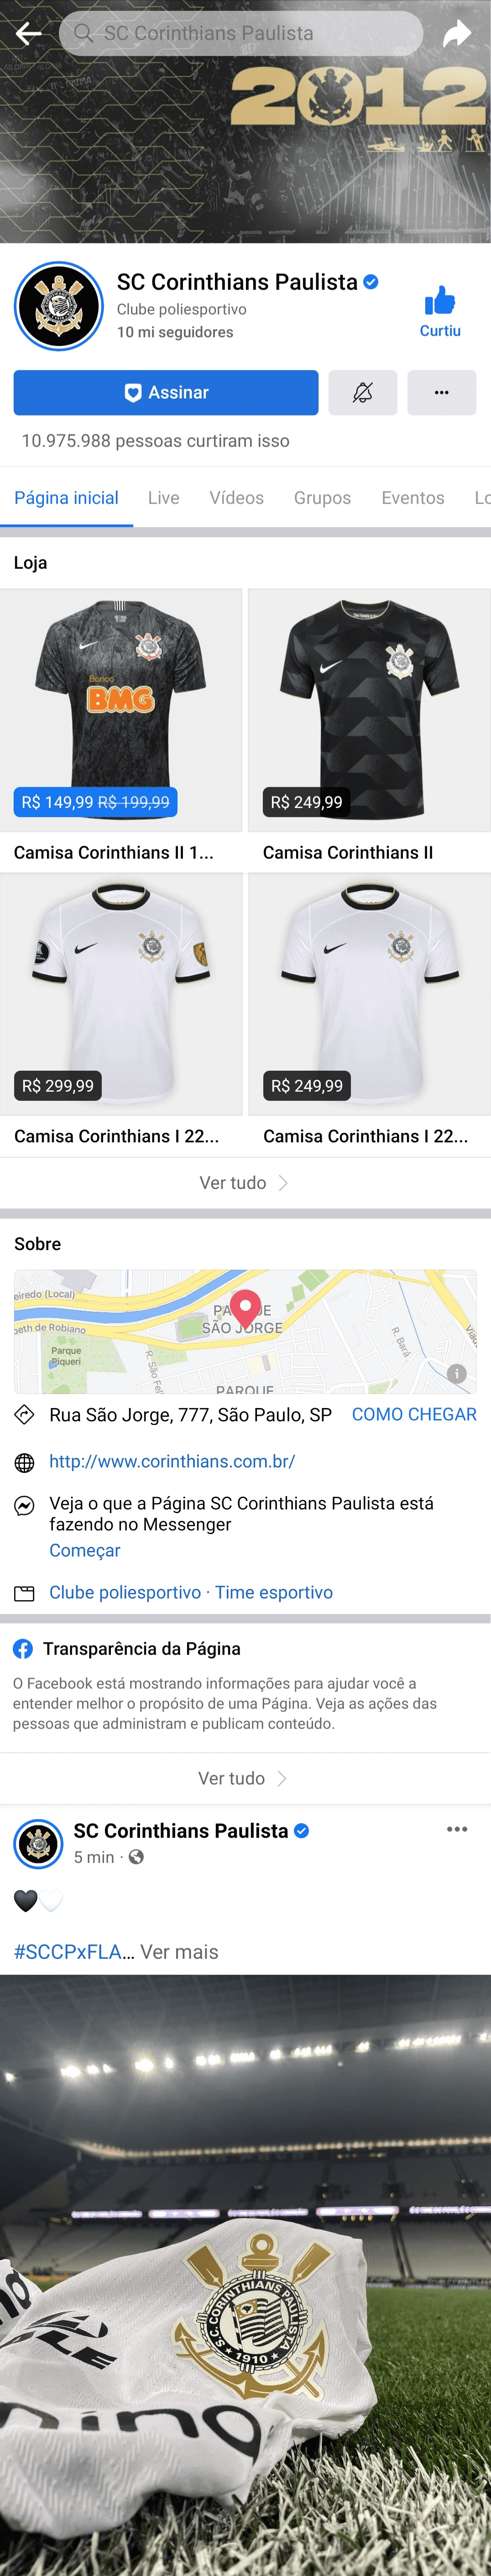 SC Corinthians Paulista
2012
SC Corinthians Paulista
Clube poliesportivo
10 mi seguidores
Curtiu
Assinar
10.975.988 pessoas curtiram isso
Página inicial Live Vídeos Grupos Eventos Lo
Loja
Banco
BMG
R$ 149,99 R$ 199,99
R$ 249,99
Camisa Corinthians II 1...
Camisa Corinthians II
R$ 299,99
R$ 249,99
Camisa Corinthians I 22...
Camisa Corinthians I 22...
Ver tudo
Sobre
eiredo (Local)
beth de Robiano
Parque
Piqueri
R. São Feli
PARQUE
SÃO JORGE
PARQUE
R. Bará
Viadu
Rua São Jorge, 777, São Paulo, SP COMO CHEGAR
http://www.corinthians.com.br/
Veja o que a Página SC Corinthians Paulista está
fazendo no Messenger
Começar
Clube poliesportivo · Time esportivo
Transparência da Página
O Facebook está mostrando informações para ajudar você a
entender melhor o propósito de uma Página. Veja as ações das
pessoas que administram e publicam conteúdo.
Ver tudo
SC Corinthians Paulista
5 min ·
🖤🤍
#SCCPxFLA... Ver mais
S.C. CORINTHIANS PAULISTA
1910